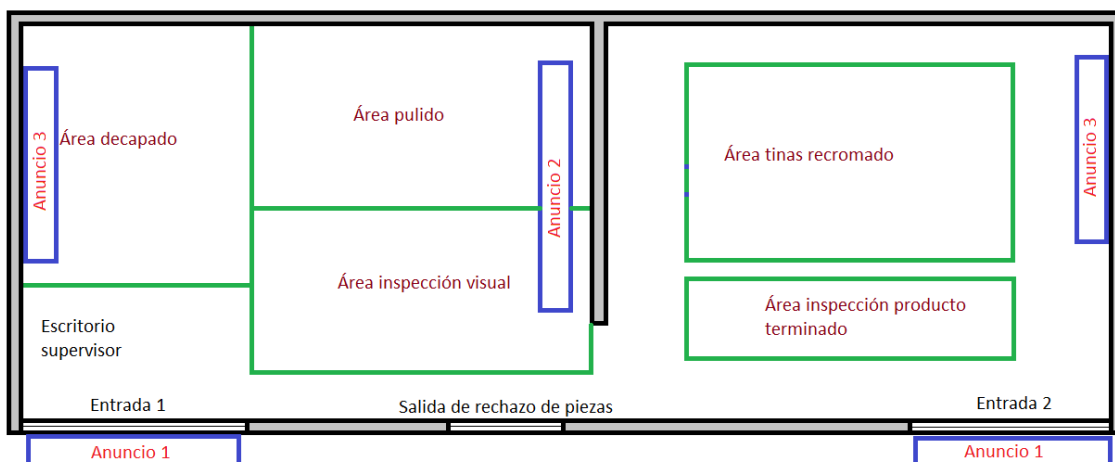 Anuncio 3
Área decapado
Área pulido
Anuncio 2
Área tinas recromado
Anuncio 3
Área inspección visual
Área inspección producto
terminado
Escritorio
supervisor
Entrada 1
Salida de rechazo de piezas
Entrada 2
Anuncio 1
Anuncio 1